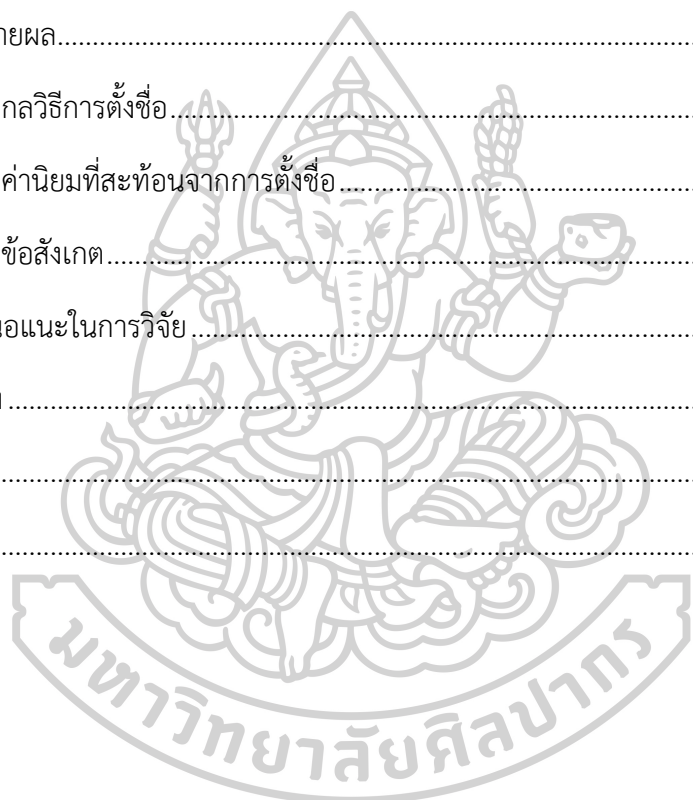 ายผล....................................................................................
กลวิธีการตั้งชื่อ....................................................................................
ค่านิยมที่สะท้อนจากการตั้งชื่อ....................................................................................
ข้อสังเกต....................................................................................
นอแนะในการวิจัย....................................................................................
....................................................................................
....................................................................................
....................................................................................
มหาวิทยาลัยศิลปากร